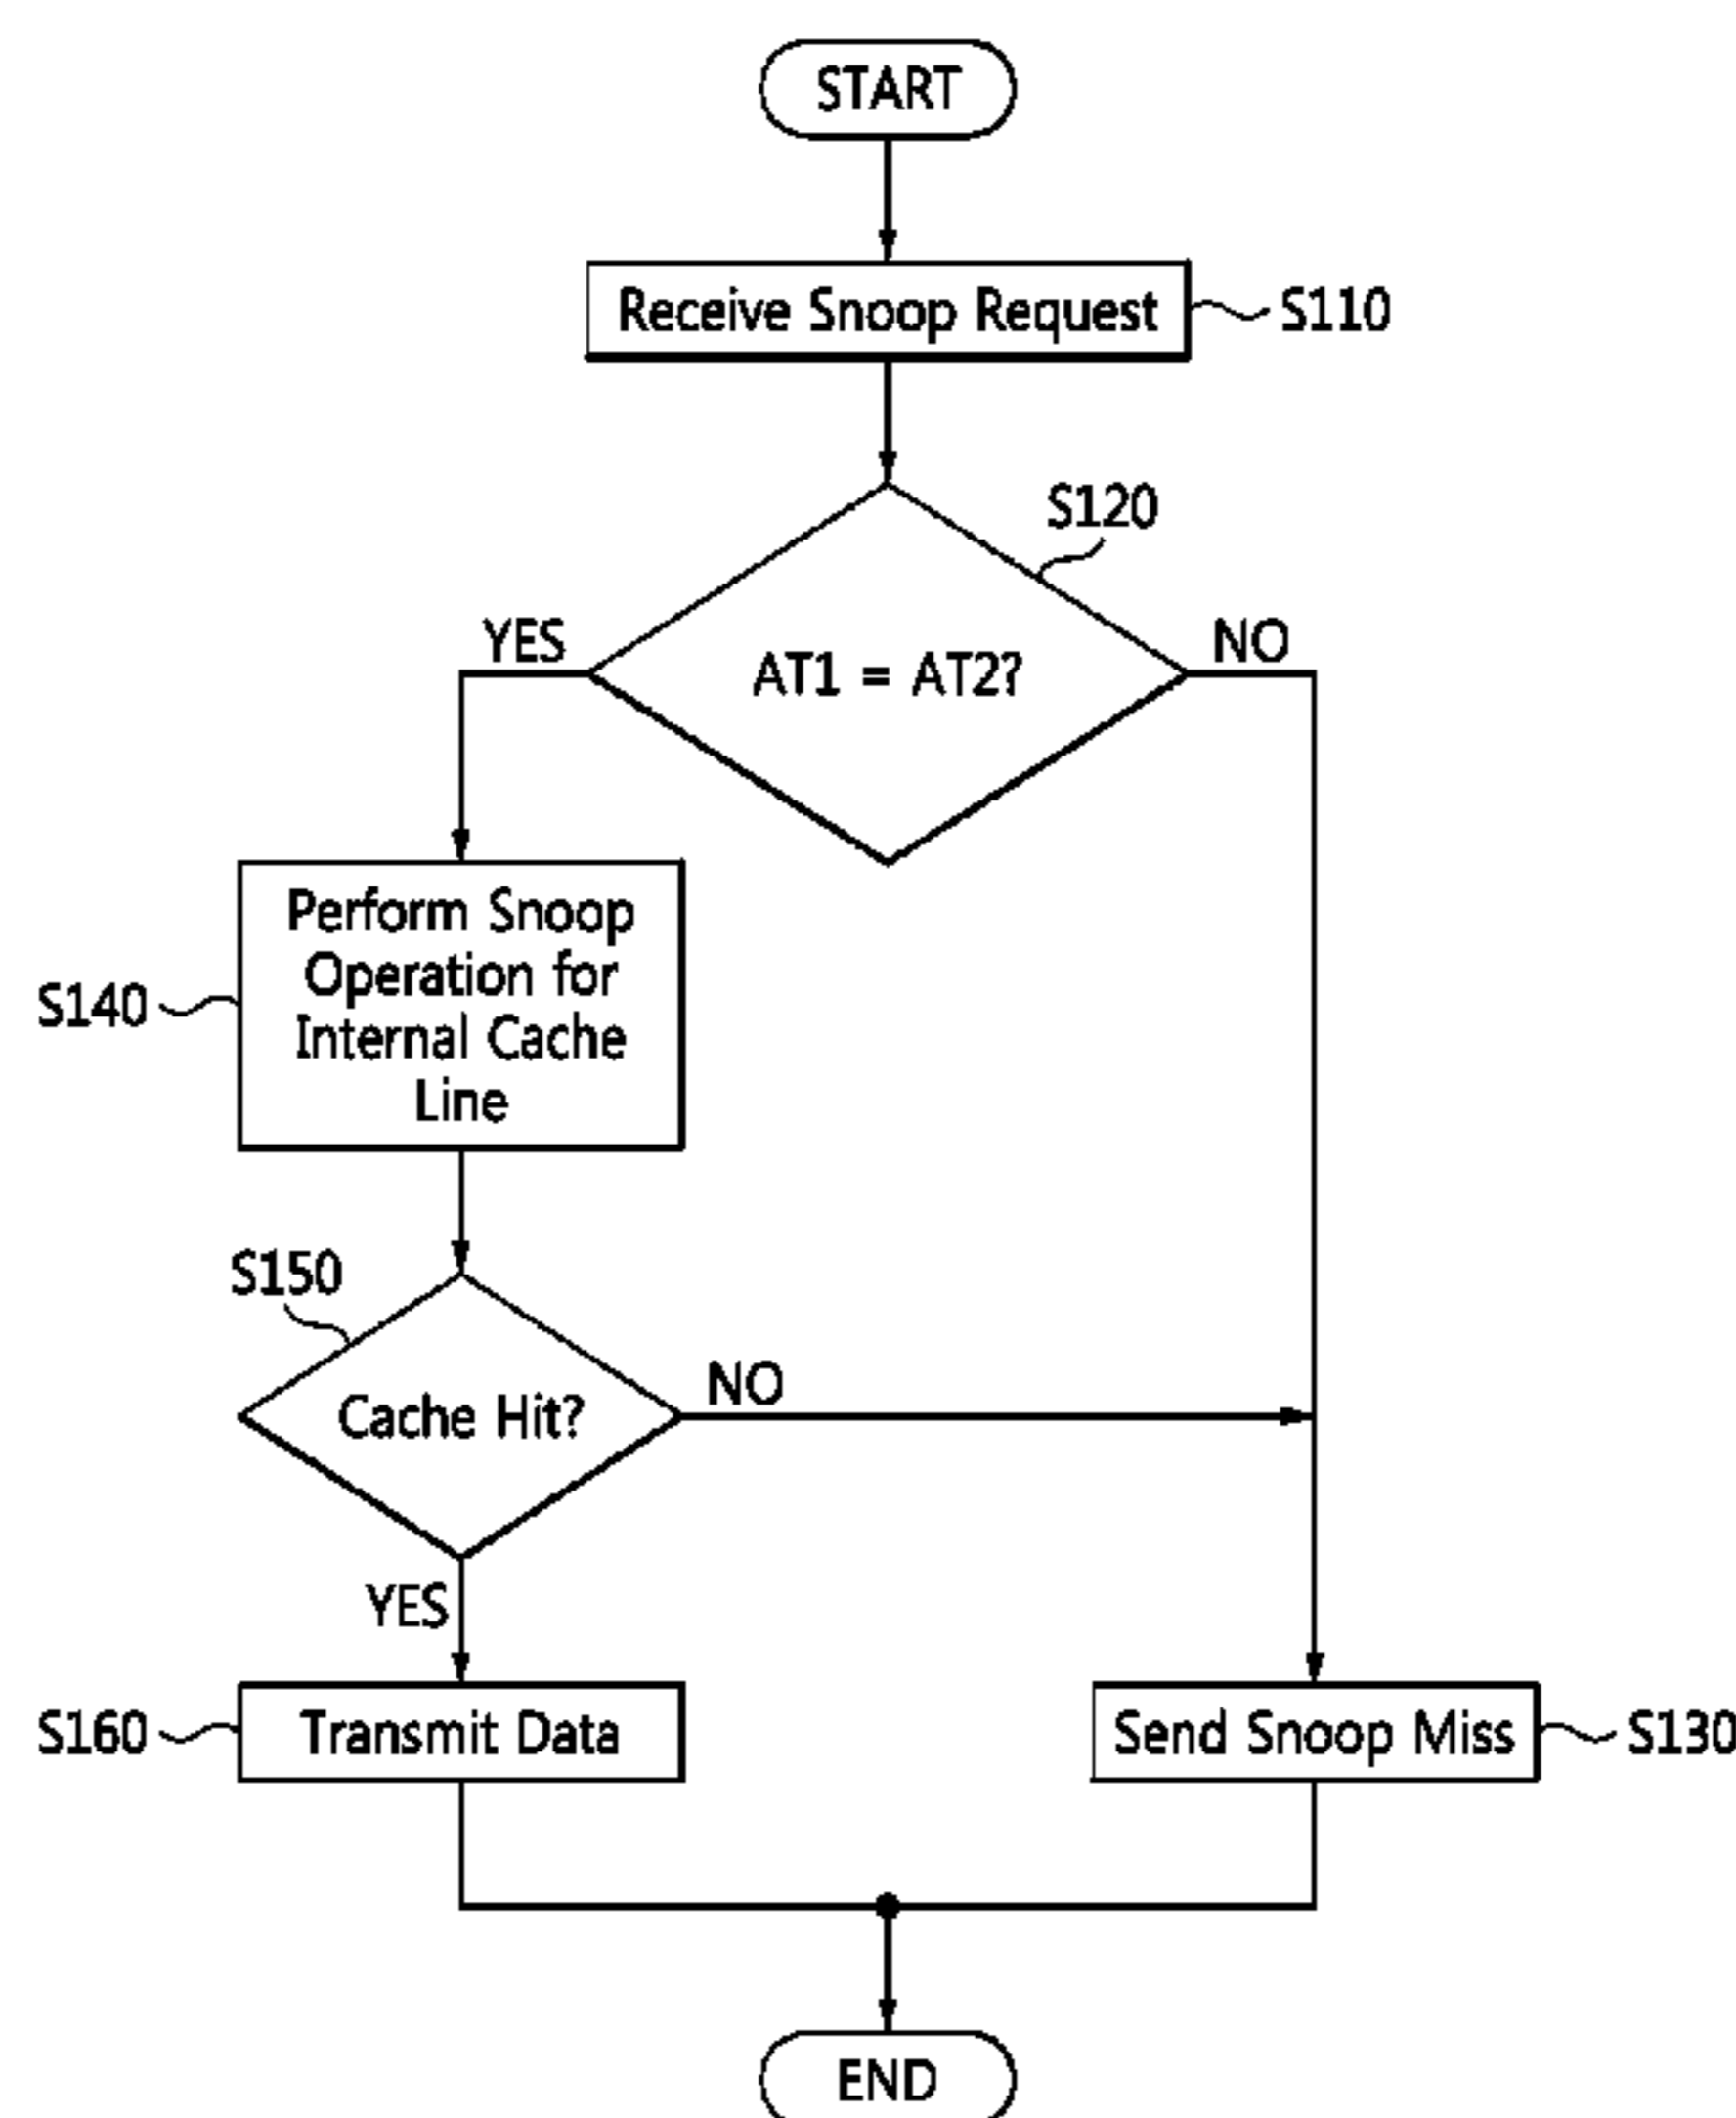 START
Receive Snoop Request
S110
S120
YES
NO
AT1 = AT2?
Perform Snoop
Operation for
Internal Cache
Line
S140
S150
NO
Cache Hit?
YES
S160
Transmit Data
Send Snoop Miss
S130
END